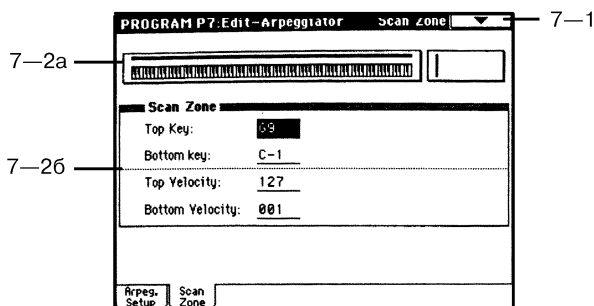 PROGRAM P7:Edit-Arpeggiator Scan Zone
7—1
7—2a
Scan Zone
Top Key: G9
Bottom key: C-1
7—2б
Top Velocity: 127
Bottom Velocity: 001
Arpeg. Setup
Scan Zone